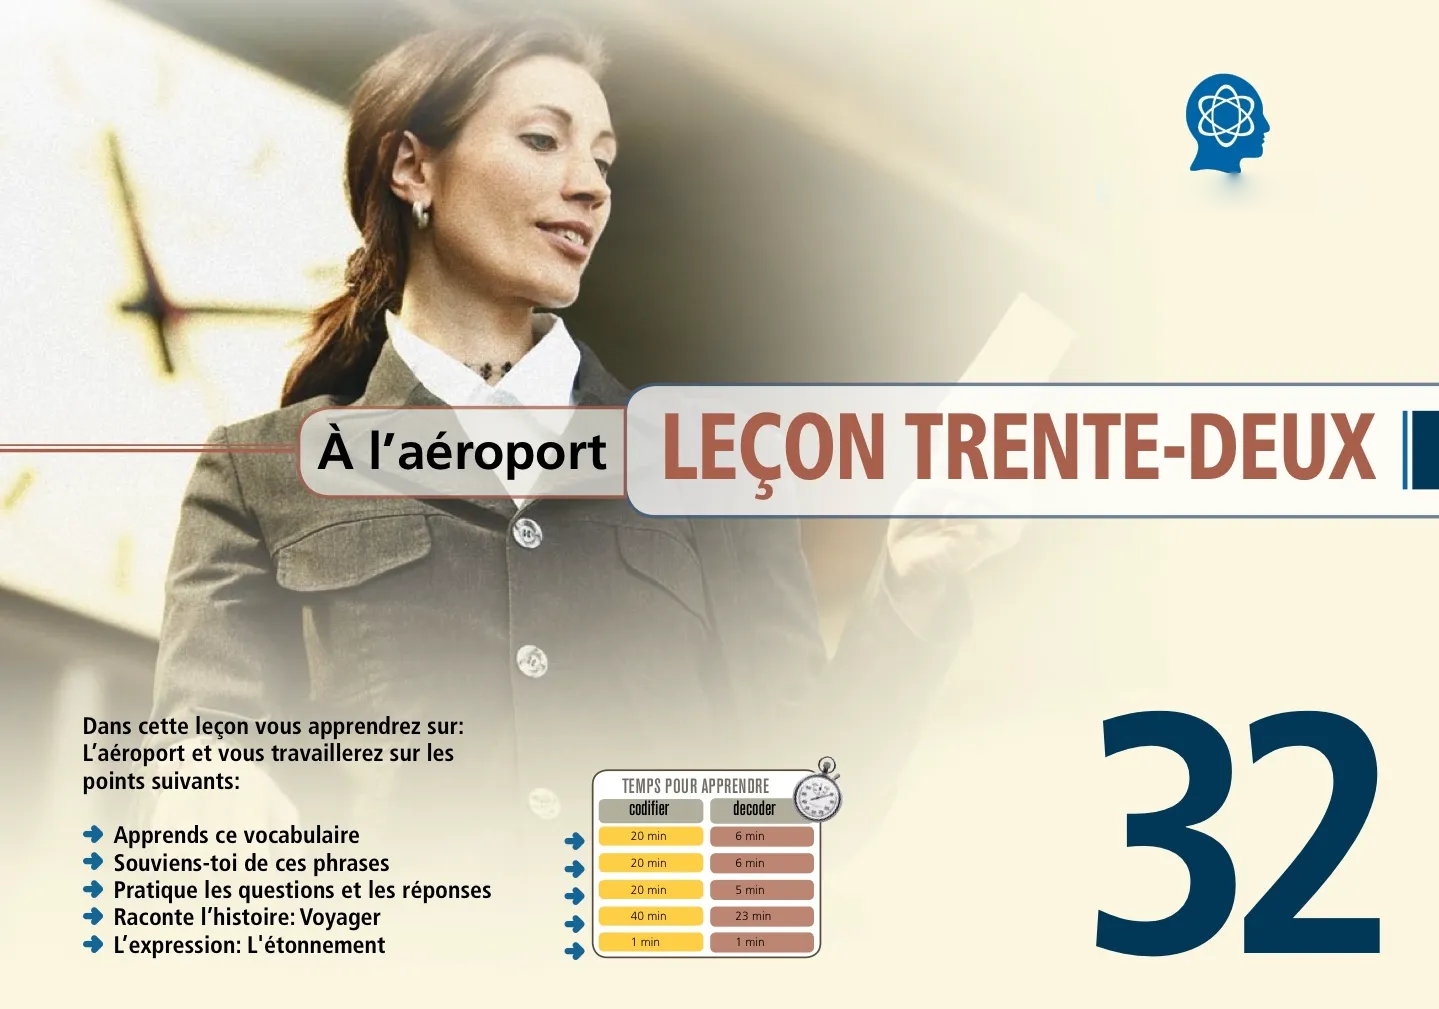 À l’aéroport
LEÇON TRENTE-DEUX
Dans cette leçon vous apprendrez sur:
L’aéroport et vous travaillerez sur les
points suivants:
Apprends ce vocabulaire
Souviens-toi de ces phrases
Pratique les questions et les réponses
Raconte l’histoire: Voyager
L’expression: L'étonnement
TEMPS POUR APPRENDRE
codifier decoder
20 min 6 min
20 min 6 min
20 min 5 min
40 min 23 min
1 min 1 min
32